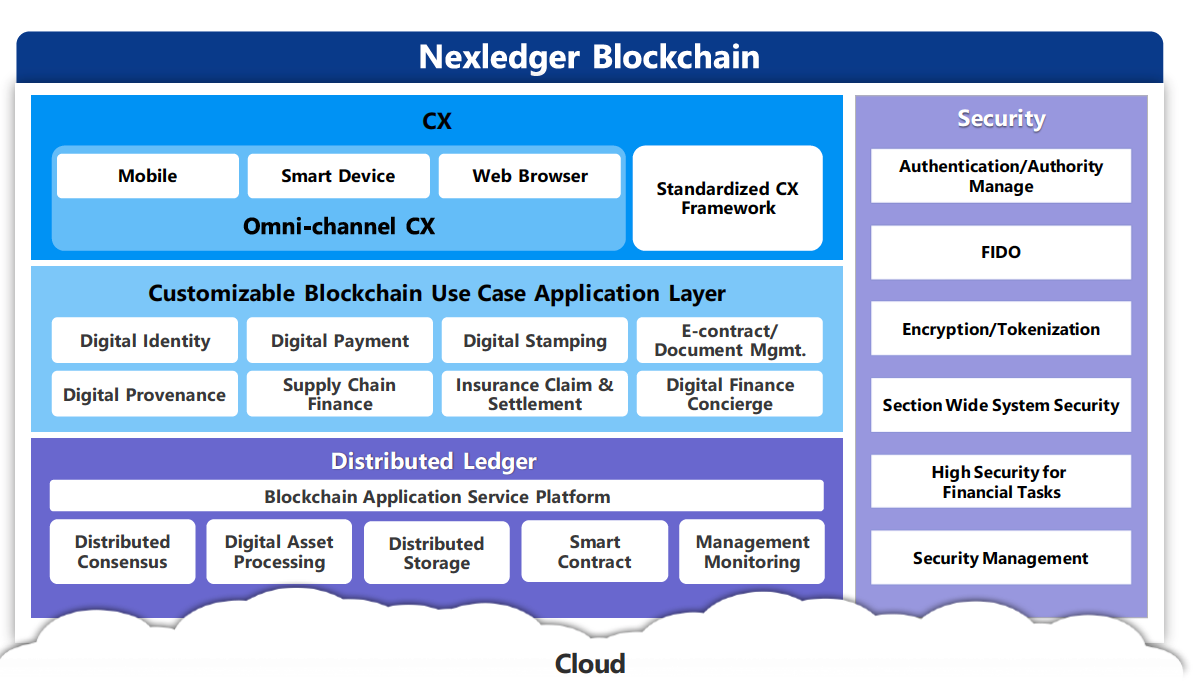 Nexledger Blockchain
CX
Mobile
Smart Device
Web Browser
Omni-channel CX
Standardized CX
Framework
Customizable Blockchain Use Case Application Layer
Digital Identity
Digital Payment
Digital Stamping
E-contract/
Document Mgmt.
Digital Provenance
Supply Chain
Finance
Insurance Claim &
Settlement
Digital Finance
Concierge
Distributed Ledger
Blockchain Application Service Platform
Distributed
Consensus
Digital Asset
Processing
Distributed
Storage
Smart
Contract
Management
Monitoring
Security
Authentication/Authority
Manage
FIDO
Encryption/Tokenization
Section Wide System Security
High Security for
Financial Tasks
Security Management
Cloud